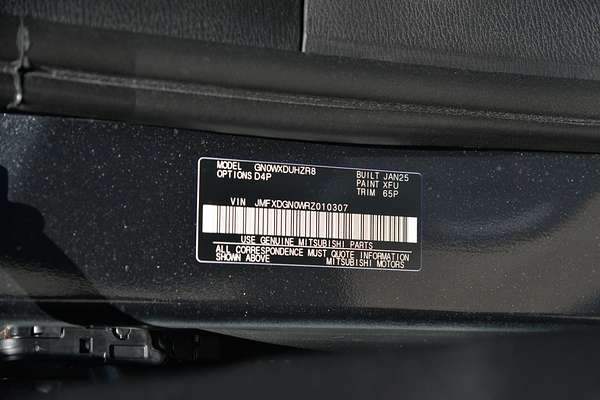 MODEL GN0WXDUHZR8
OPTIONS D4P
BUILT JAN25
PAINT XFU
TRIM 65P
VIN JMFXDGN0WRZ010307
USE GENUINE MITSUBISHI PARTS
ALL CORRESPONDENCE MUST QUOTE INFORMATION
SHOWN ABOVE MITSUBISHI MOTORS